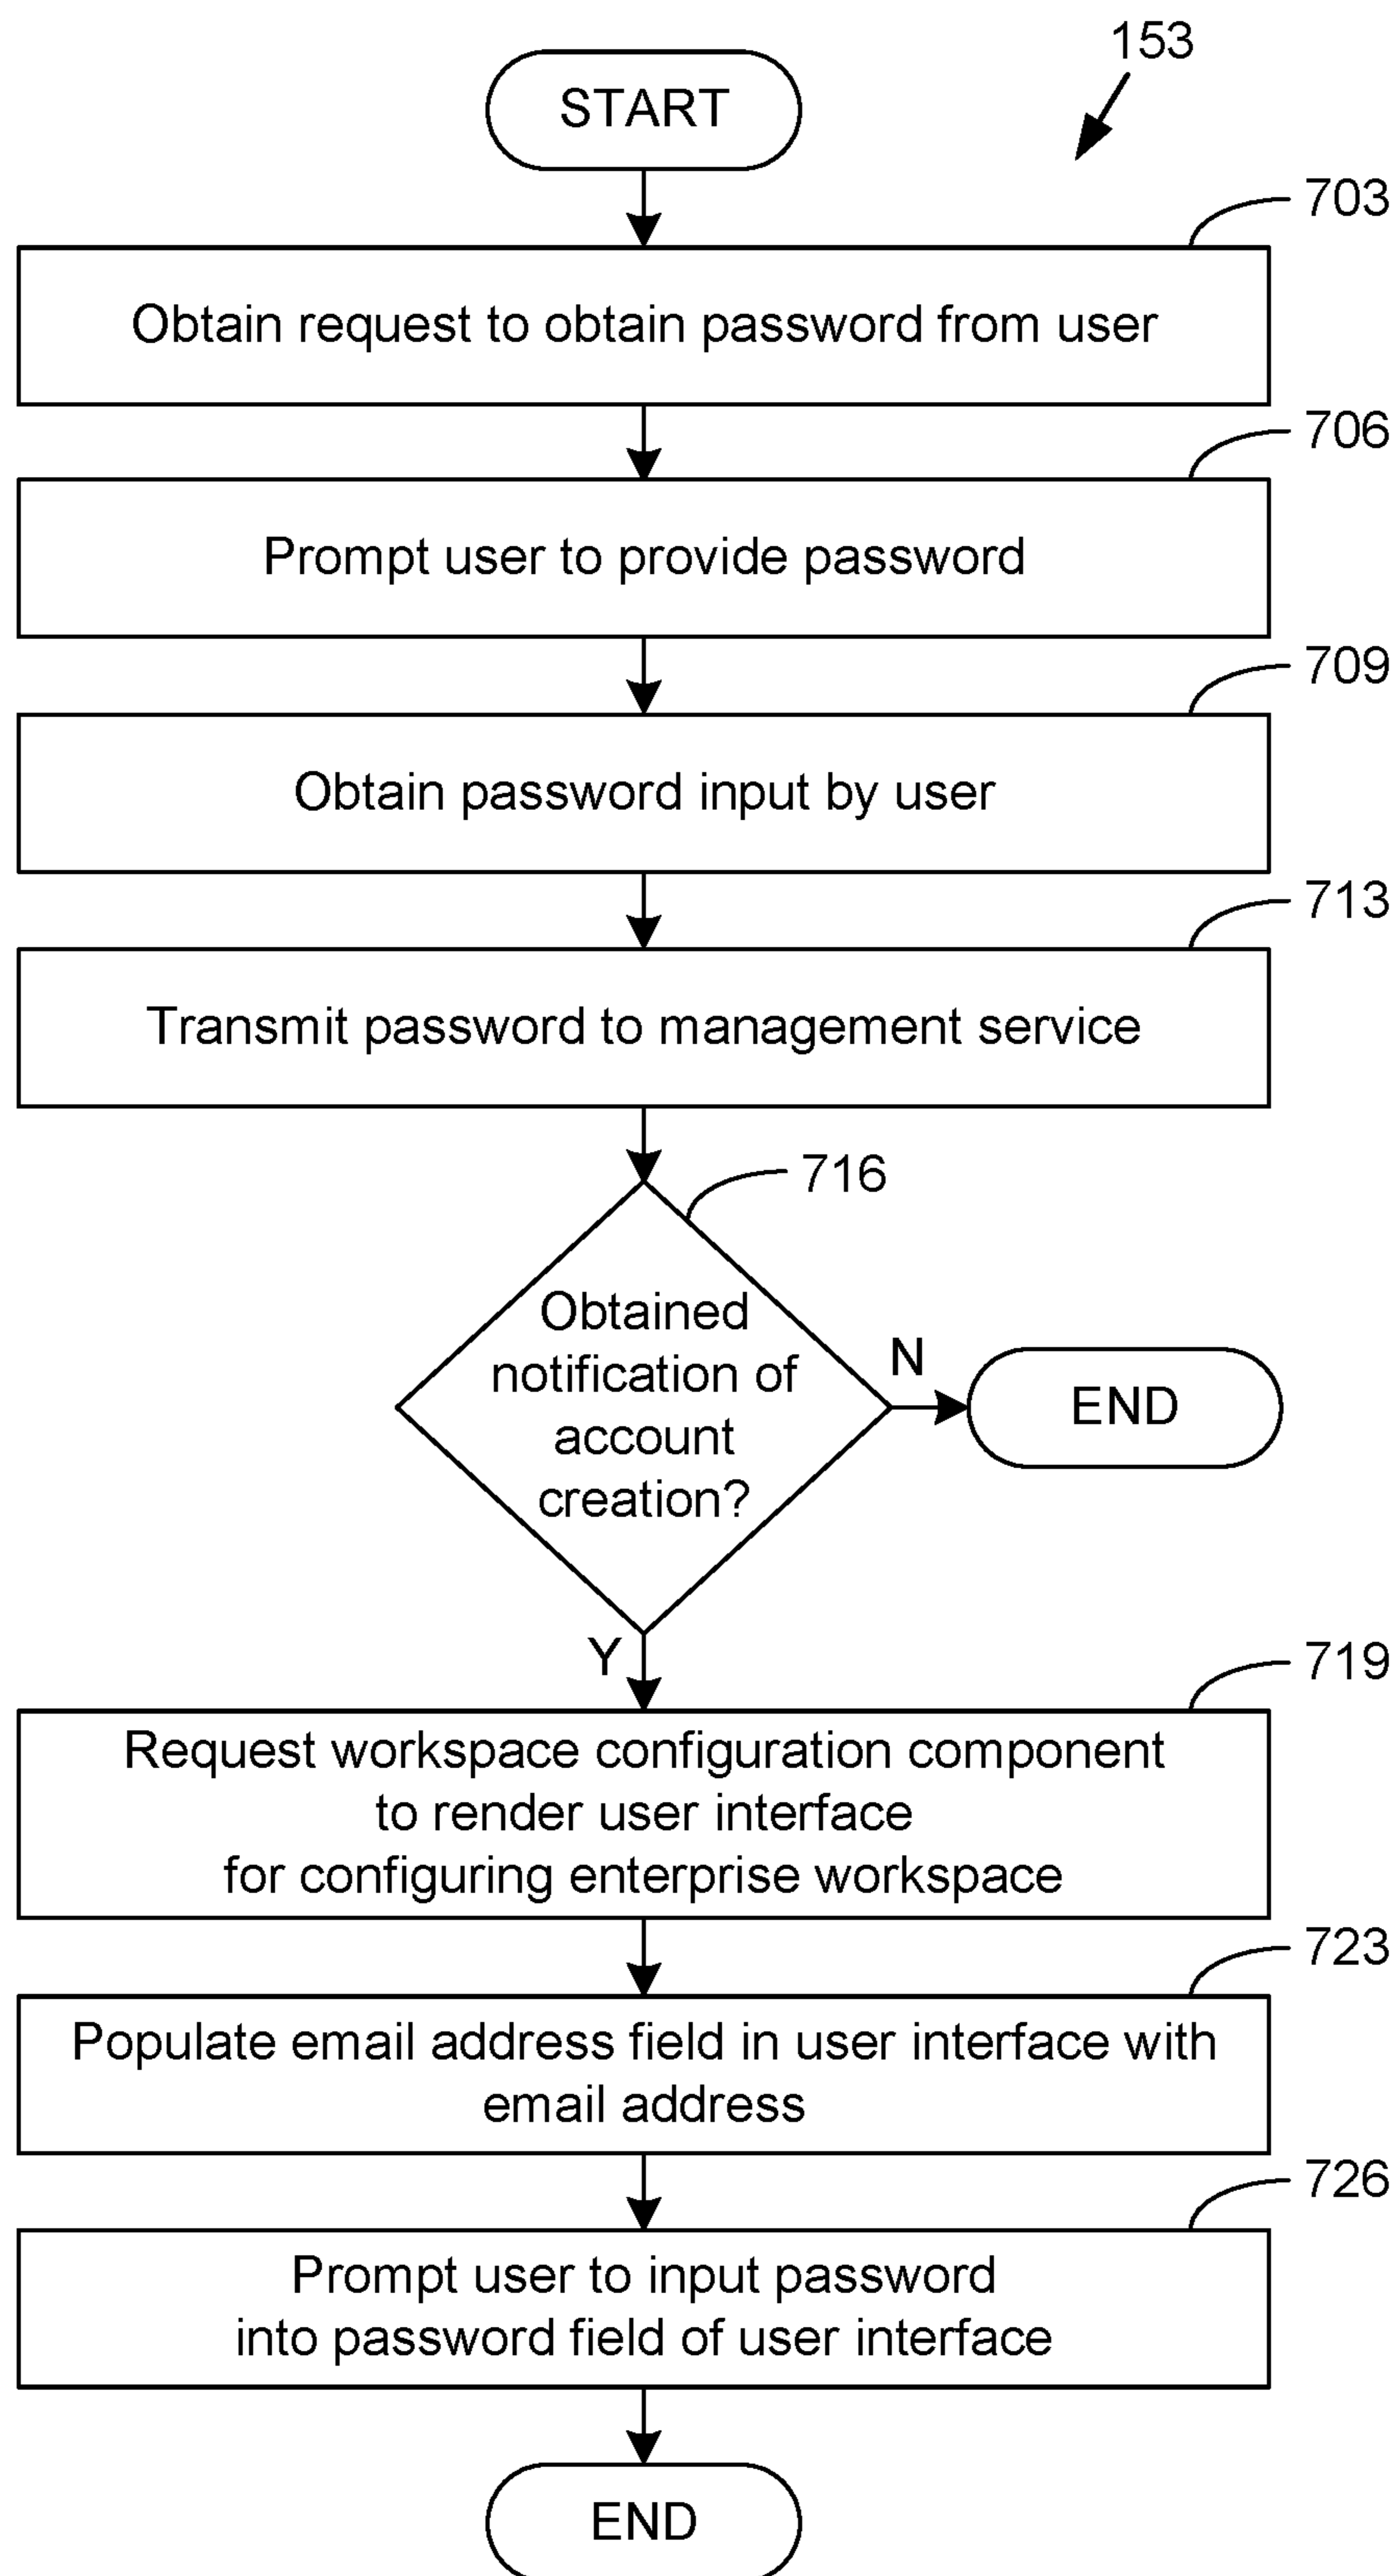 153
START
703
Obtain request to obtain password from user
706
Prompt user to provide password
709
Obtain password input by user
713
Transmit password to management service
716
Obtained
notification of
account
creation?
N
END
Y
719
Request workspace configuration component
to render user interface
for configuring enterprise workspace
723
Populate email address field in user interface with
email address
726
Prompt user to input password
into password field of user interface
END